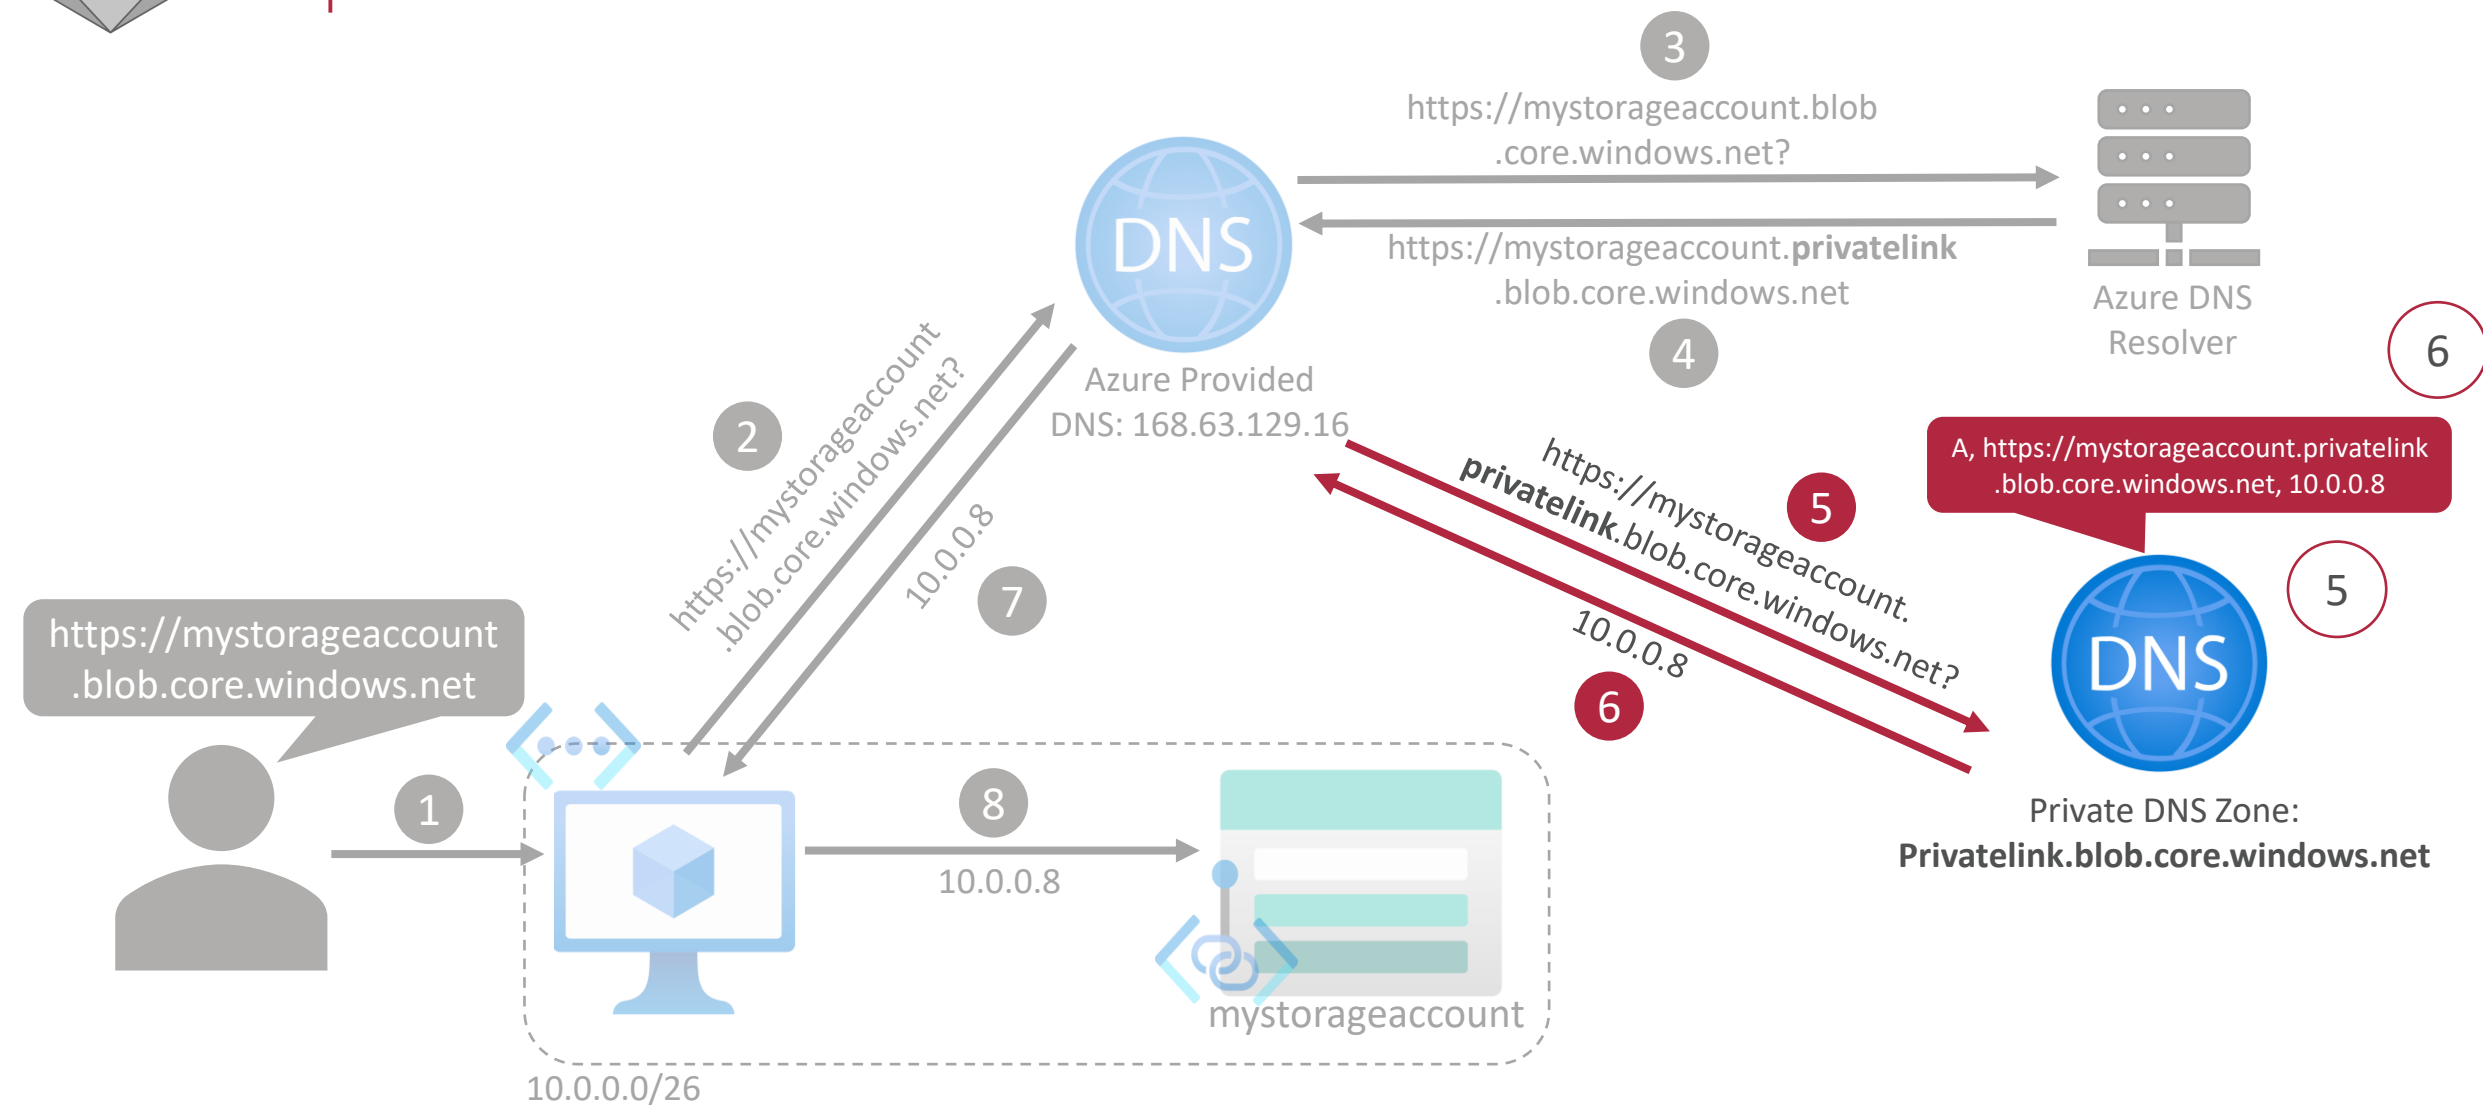 3
https://mystorageaccount.blob
.core.windows.net?
https://mystorageaccount.privatelink
.blob.core.windows.net
4
DNS
Azure Provided
DNS: 168.63.129.16
Azure DNS
Resolver
6
2
https://mystorageaccount
.blob.core.windows.net?
10.0.0.8
7
https://mystorageaccount.
privatelink.blob.core.windows.net?
5
10.0.0.8
6
A, https://mystorageaccount.privatelink
.blob.core.windows.net, 10.0.0.8
5
DNS
Private DNS Zone:
Privatelink.blob.core.windows.net
https://mystorageaccount
.blob.core.windows.net
1
8
10.0.0.8
mystorageaccount
10.0.0.0/26